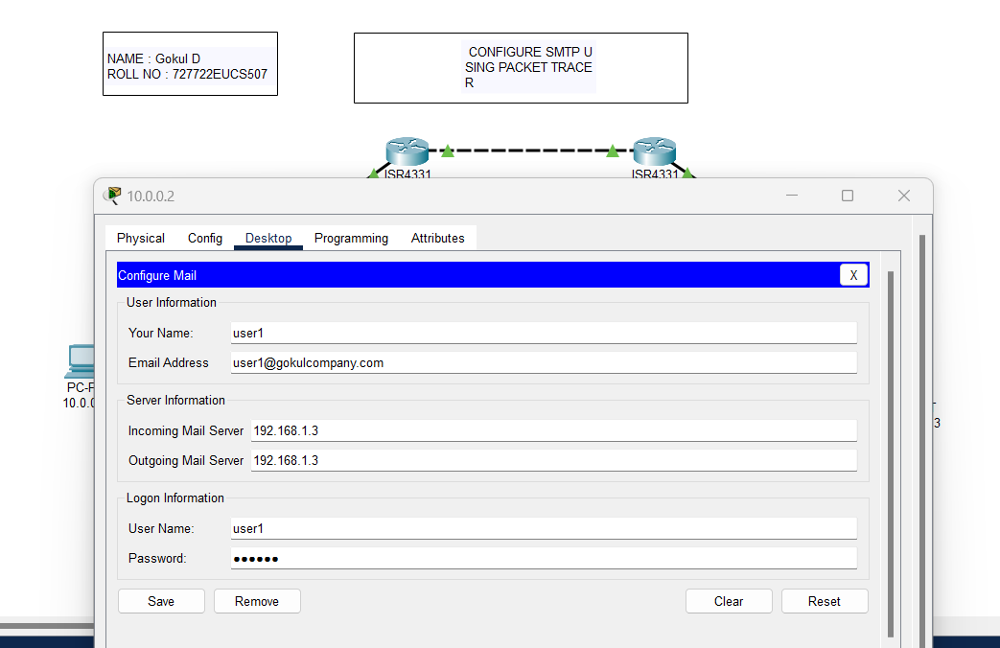 NAME : Gokul D
ROLL NO : 727722EUCS507
CONFIGURE SMTP U
SING PACKET TRACE
R
ISR4331
ISR4331
10.0.0.2
Physical Config Desktop Programming Attributes
Configure Mail X
User Information
Your Name: user1
Email Address user1@gokulcompany.com
PC-
10.0.
Server Information
Incoming Mail Server 192.168.1.3
3
Outgoing Mail Server 192.168.1.3
Logon Information
User Name: user1
Password: ●●●●●●
Save Remove Clear Reset